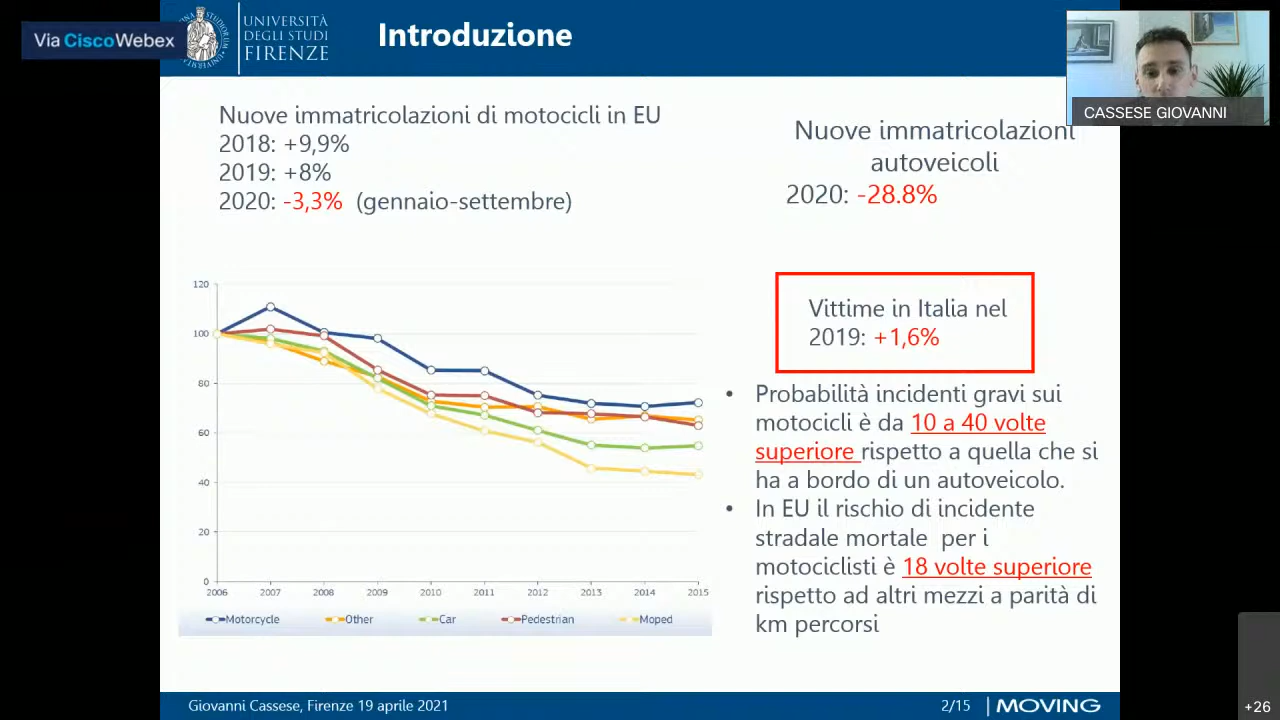 Via CiscoWebex
UNIVERSITÀ
DEGLI STUDI
FIRENZE
Introduzione
CASSESE GIOVANNI
Nuove immatricolazioni di motocicli in EU
2018: +9,9%
2019: +8%
2020: -3,3% (gennaio-settembre)
Nuove immatricolazioni
autoveicoli
2020: -28.8%
Vittime in Italia nel
2019: +1,6%
120
100
80
60
40
20
0
2006 2007 2008 2009 2010 2011 2012 2013 2014 2015
Motorcycle Other Car Pedestrian Moped
• Probabilità incidenti gravi sui
motocicli è da 10 a 40 volte
superiore rispetto a quella che si
ha a bordo di un autoveicolo.
• In EU il rischio di incidente
stradale mortale per i
motociclisti è 18 volte superiore
rispetto ad altri mezzi a parità di
km percorsi
Giovanni Cassese, Firenze 19 aprile 2021
2/15
MOVING
+26